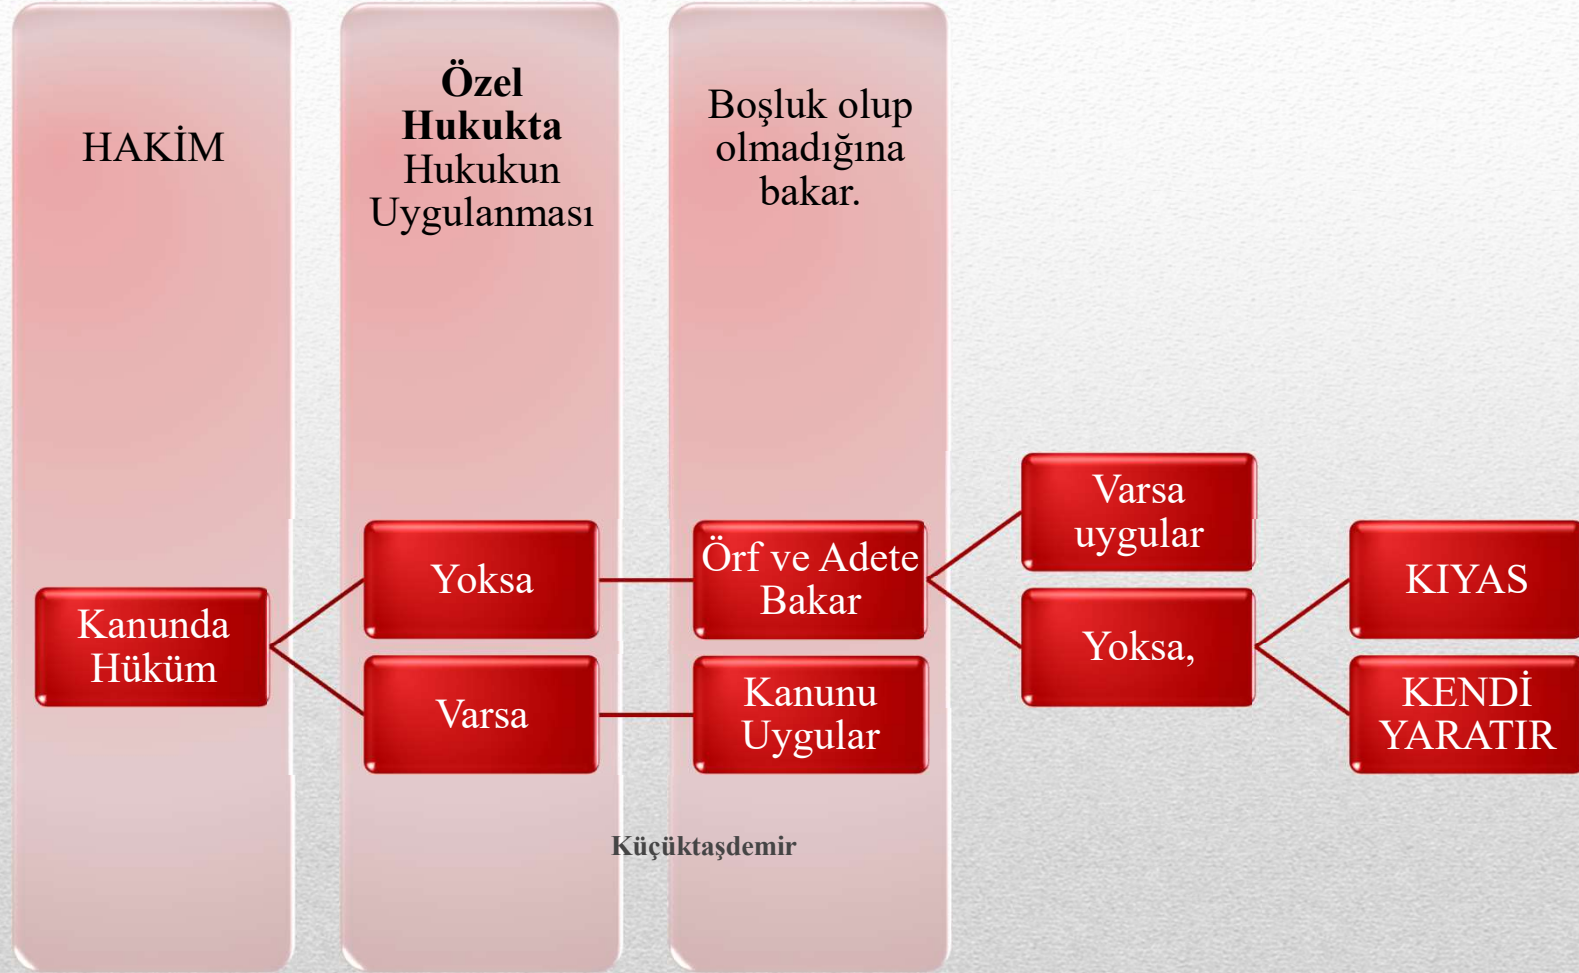 HAKİM
Özel
Hukukta
Hukukun
Uygulanması
Boşluk olup
olmadığına
bakar.
Kanunda
Hüküm
Yoksa
Varsa
Örf ve Adete
Bakar
Kanunu
Uygular
Varsa
uygular
Yoksa,
KIYAS
KENDİ
YARATIR
Küçüktaşdemir